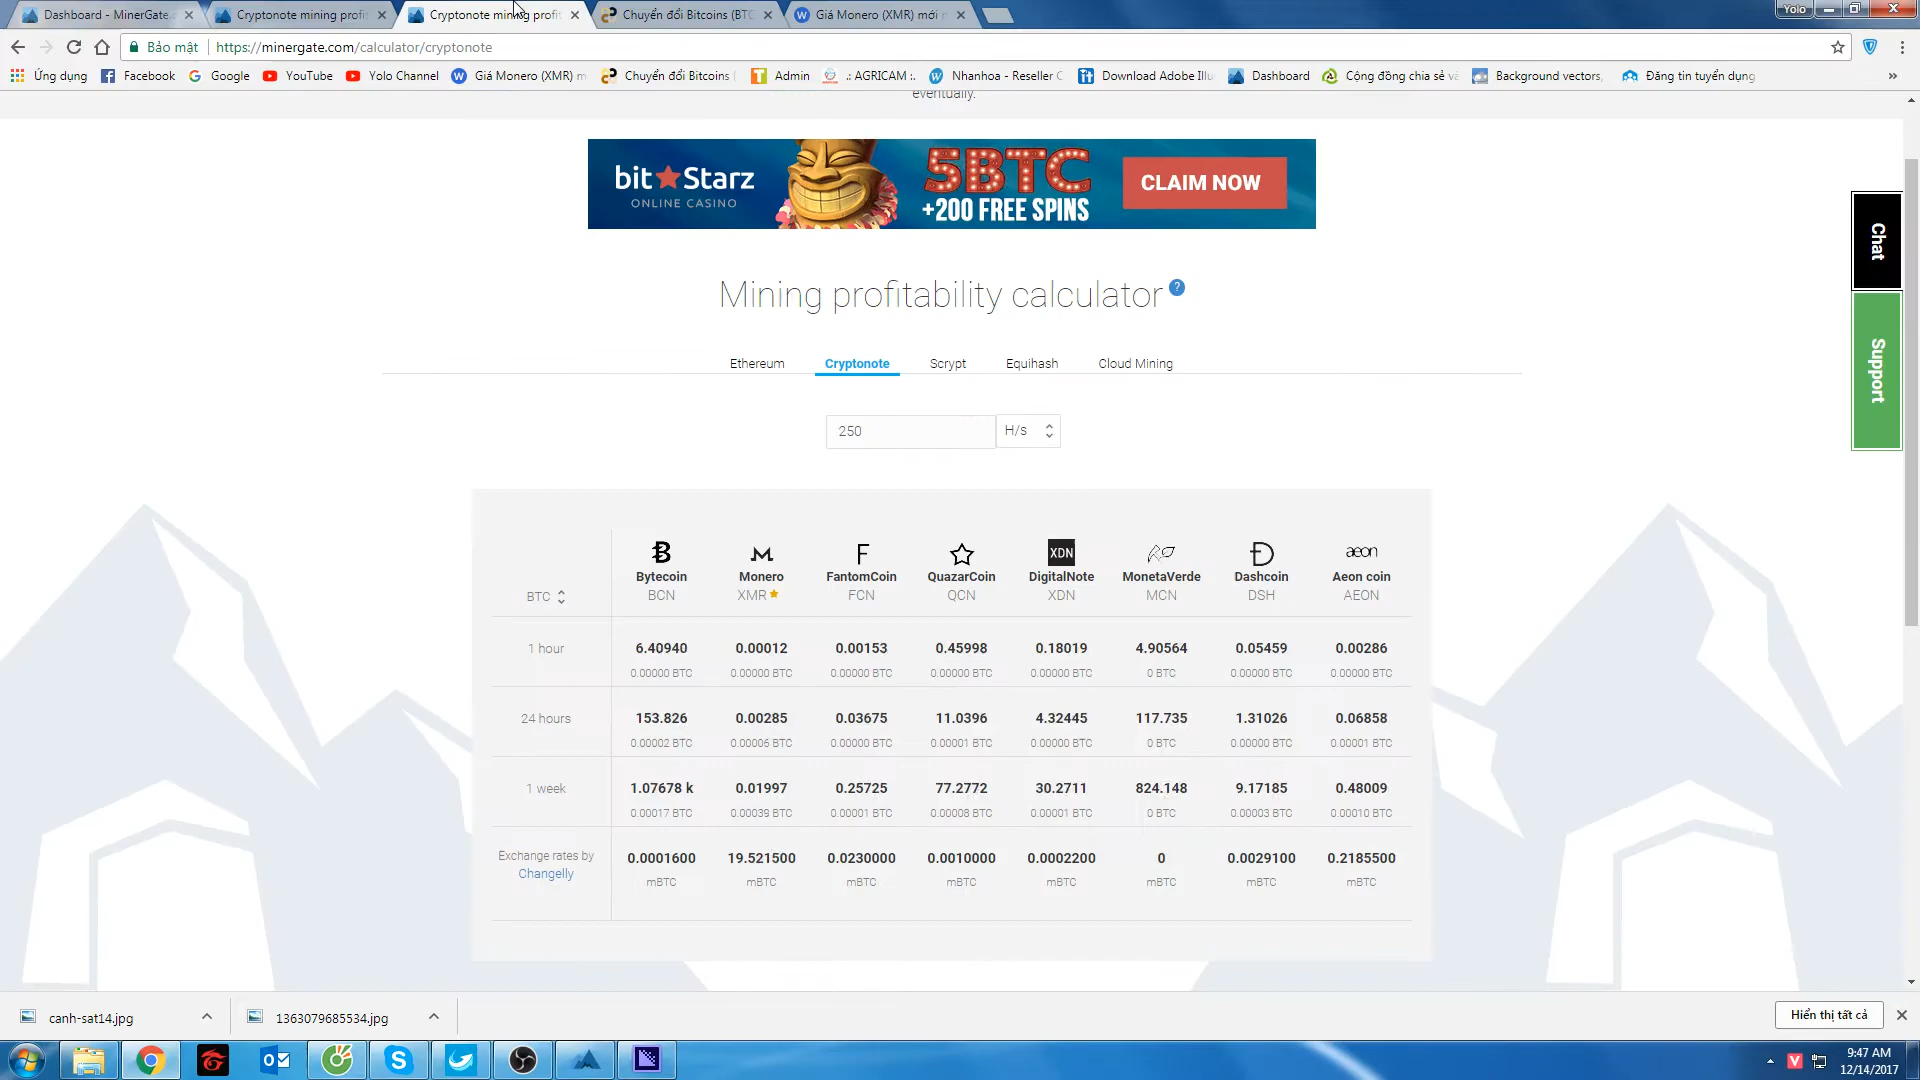 Dashboard - MinerGate.
Cryptonote mining profi
Cryptonote mining profi
Chuyển đổi Bitcoins (BTC
Giá Monero (XMR) mới
Yolo
Bảo mật
https://minergate.com/calculator/cryptonote
Ứng dụng
Facebook
Google
YouTube
Yolo Channel
Giá Monero (XMR) m
Chuyển đổi Bitcoins
Admin
.: AGRICAM :.
Nhanhoa - Reseller C
Download Adobe Illu
Dashboard
Cộng đồng chia sẻ và
Background vectors,
Đăng tin tuyển dụng
»
eventually.
bit Starz
ONLINE CASINO
5BTC
+200 FREE SPINS
CLAIM NOW
Chat
Support
Mining profitability calculator ?
Ethereum Cryptonote Scrypt Equihash Cloud Mining
250 H/s
XDN aeon
Bytecoin Monero FantomCoin QuazarCoin DigitalNote MonetaVerde Dashcoin Aeon coin
BTC BCN XMR FCN QCN XDN MCN DSH AEON
1 hour 6.40940 0.00012 0.00153 0.45998 0.18019 4.90564 0.05459 0.00286
0.00000 BTC 0.00000 BTC 0.00000 BTC 0.00000 BTC 0.00000 BTC 0 BTC 0.00000 BTC 0.00000 BTC
24 hours 153.826 0.00285 0.03675 11.0396 4.32445 117.735 1.31026 0.06858
0.00002 BTC 0.00006 BTC 0.00000 BTC 0.00001 BTC 0.00000 BTC 0 BTC 0.00000 BTC 0.00001 BTC
1 week 1.07678 k 0.01997 0.25725 77.2772 30.2711 824.148 9.17185 0.48009
0.00017 BTC 0.00039 BTC 0.00001 BTC 0.00008 BTC 0.00001 BTC 0 BTC 0.00003 BTC 0.00010 BTC
Exchange rates by
Changelly
0.0001600 19.521500 0.0230000 0.0010000 0.0002200 0 0.0029100 0.2185500
mBTC mBTC mBTC mBTC mBTC mBTC mBTC mBTC
canh-sat14.jpg
1363079685534.jpg
Hiển thị tất cả
9:47 AM
12/14/2017